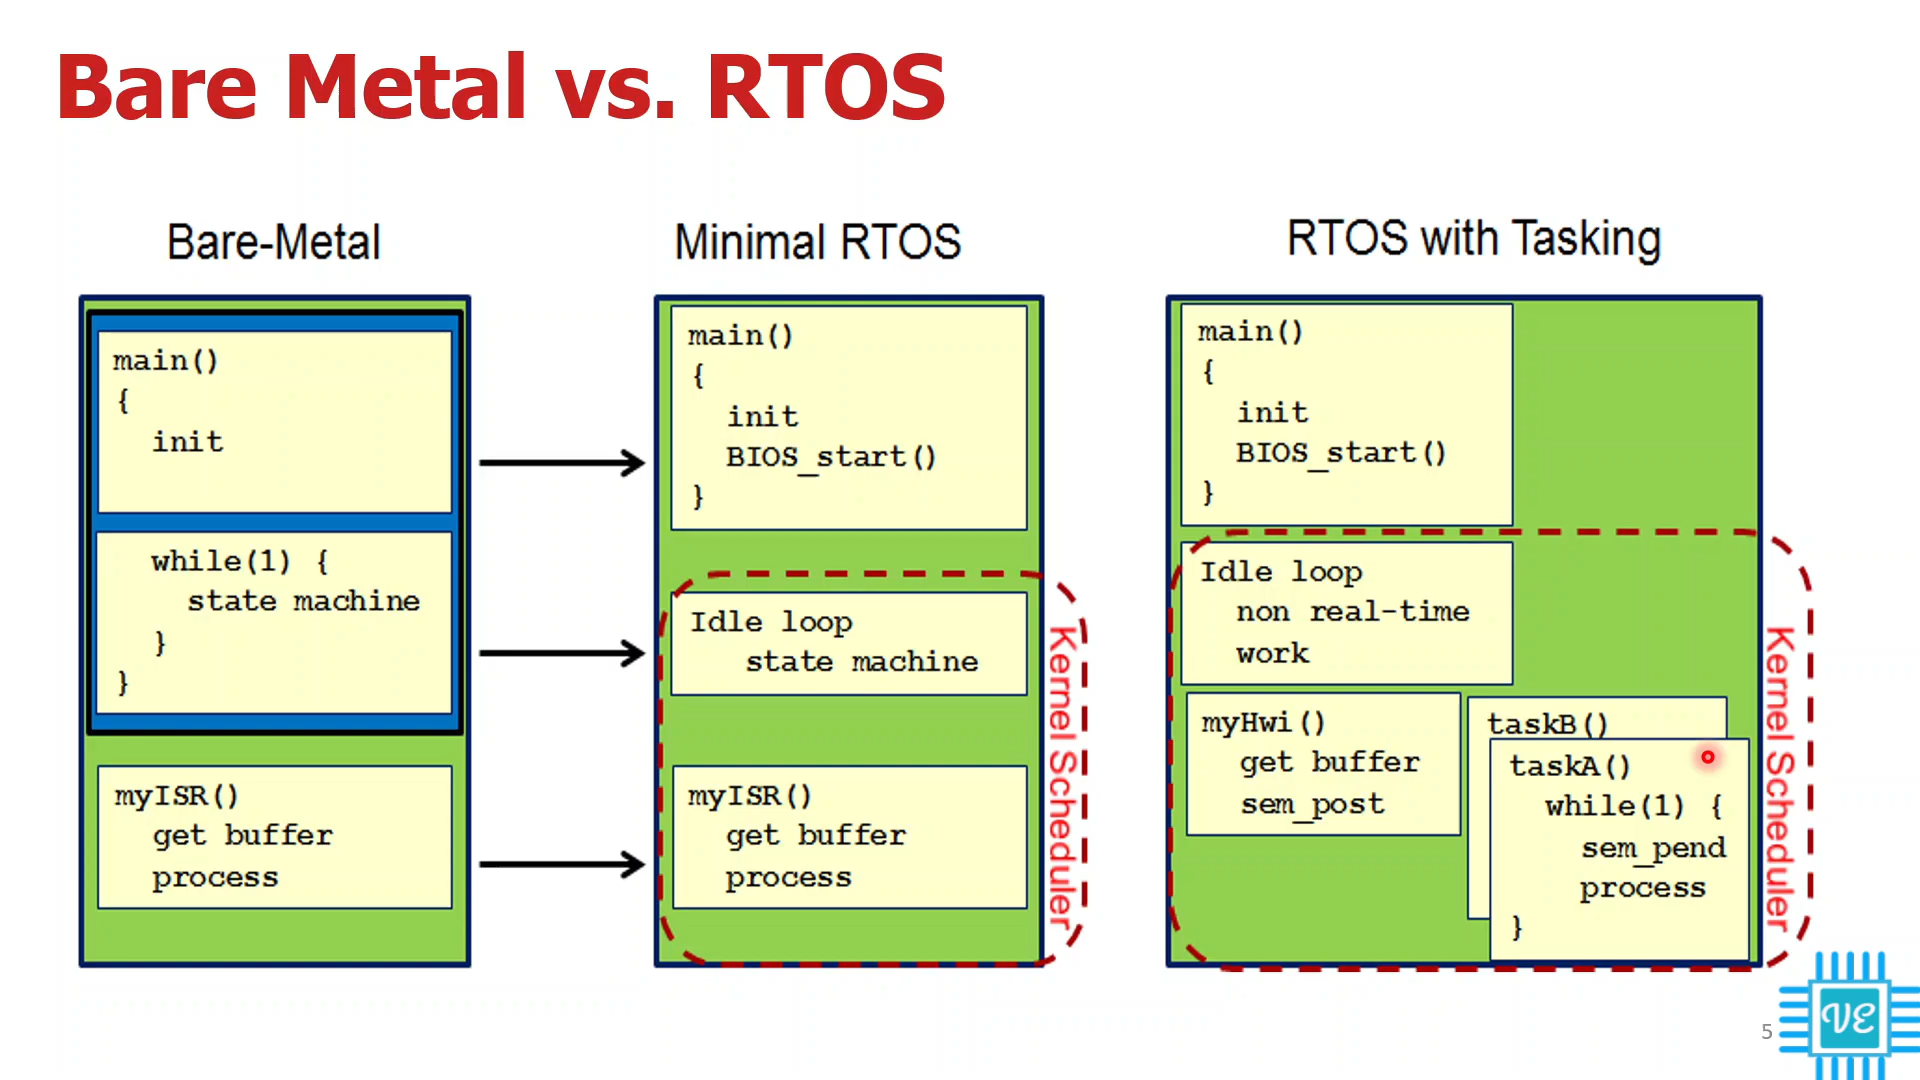 Bare Metal vs. RTOS
Bare-Metal
main()
{
init
while(1) {
state machine
}
}
myISR()
get buffer
process
Minimal RTOS
main()
{
init
BIOS_start()
}
Idle loop
state machine
myISR()
get buffer
process
Kernel Scheduler
RTOS with Tasking
main()
{
init
BIOS_start()
}
Idle loop
non real-time
work
myHwi()
get buffer
sem_post
taskB()
taskA()
while(1) {
sem_pend
process
}
Kernel Scheduler
5
VE